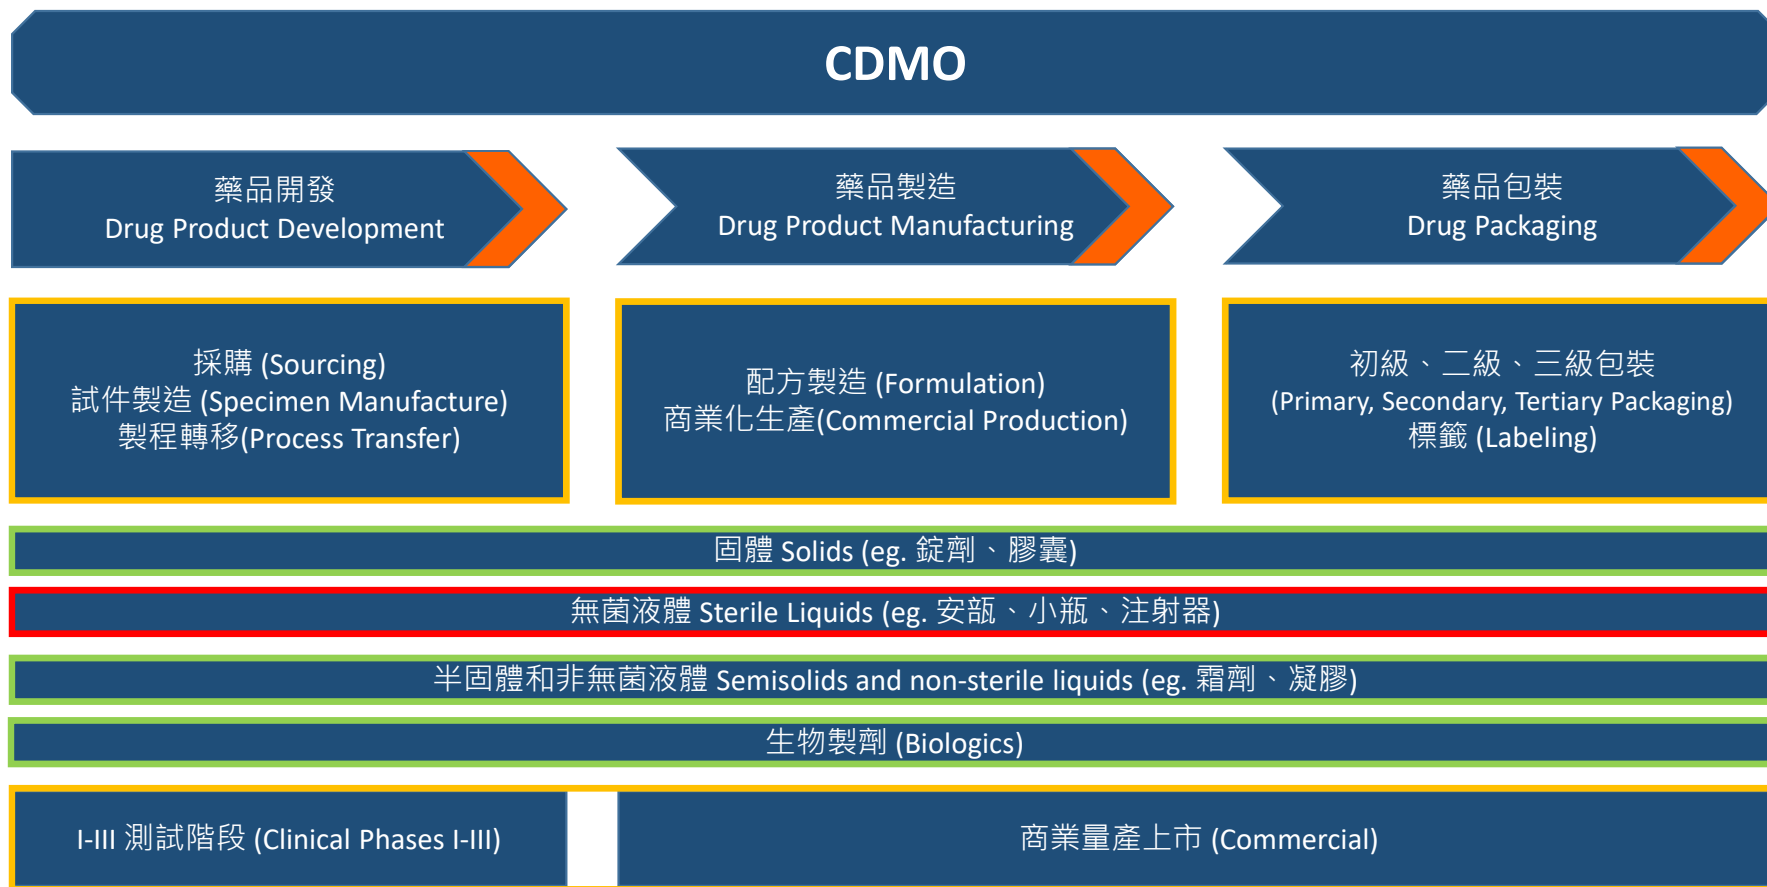 CDMO
藥品開發
Drug Product Development
藥品製造
Drug Product Manufacturing
藥品包裝
Drug Packaging
採購 (Sourcing)
試件製造 (Specimen Manufacture)
製程轉移(Process Transfer)
配方製造 (Formulation)
商業化生產(Commercial Production)
初級、二級、三級包裝
(Primary, Secondary, Tertiary Packaging)
標籤 (Labeling)
固體 Solids (eg. 錠劑、膠囊)
無菌液體 Sterile Liquids (eg. 安瓿、小瓶、注射器)
半固體和非無菌液體 Semisolids and non-sterile liquids (eg. 霜劑、凝膠)
生物製劑 (Biologics)
I-III 測試階段 (Clinical Phases I-III)
商業量產上市 (Commercial)